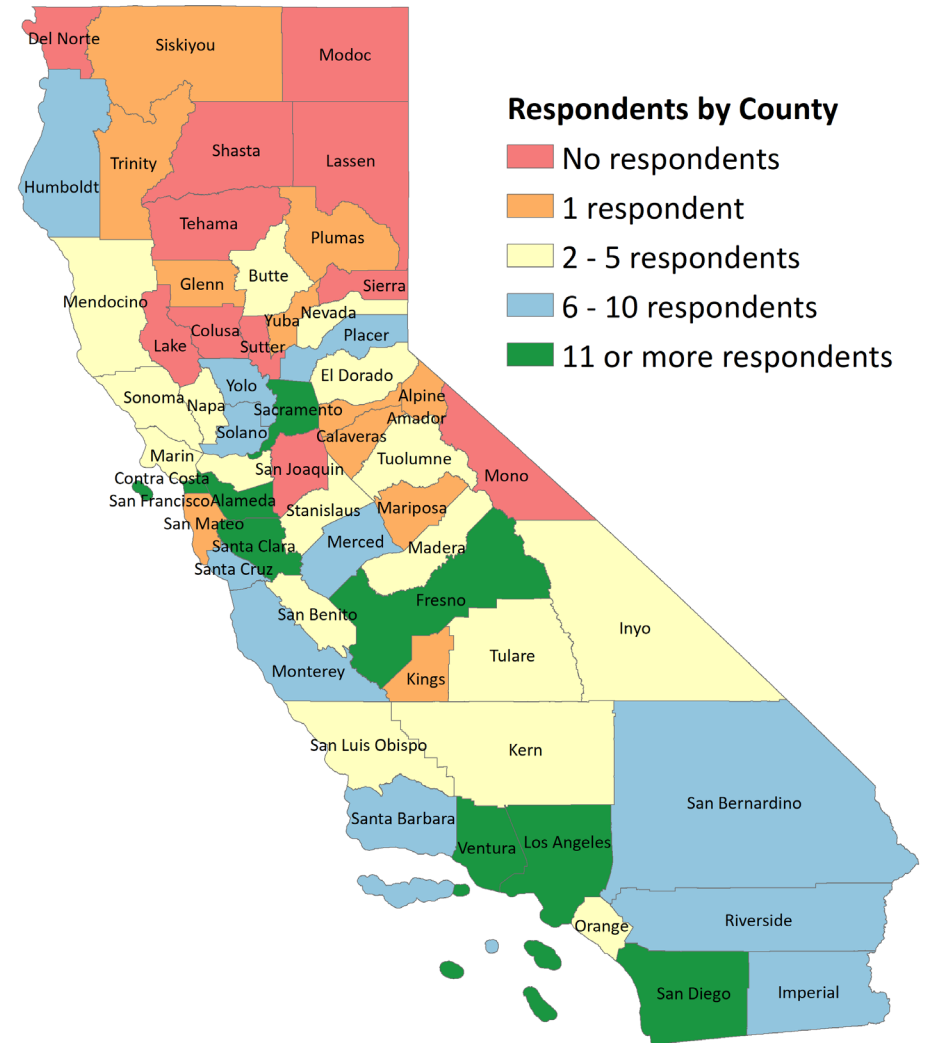 Del Norte
Siskiyou
Modoc
Respondents by County
No respondents
1 respondent
2 - 5 respondents
6 - 10 respondents
11 or more respondents
Shasta
Lassen
Trinity
Humboldt
Tehama
Plumas
Butte
Glenn
Sierra
Mendocino
Nevada
Yuba
Colusa
Placer
Lake
Sutter
El Dorado
Yolo
Alpine
Sonoma
Napa
Sacramento
Amador
Solano
Calaveras
Marin
Tuolumne
San Joaquin
Mono
Contra Costa
San Francisco
Alameda
Mariposa
Stanislaus
San Mateo
Merced
Santa Clara
Madera
Santa Cruz
Fresno
San Benito
Inyo
Tulare
Monterey
Kings
San Luis Obispo
Kern
San Bernardino
Santa Barbara
Los Angeles
Ventura
Riverside
Orange
San Diego
Imperial